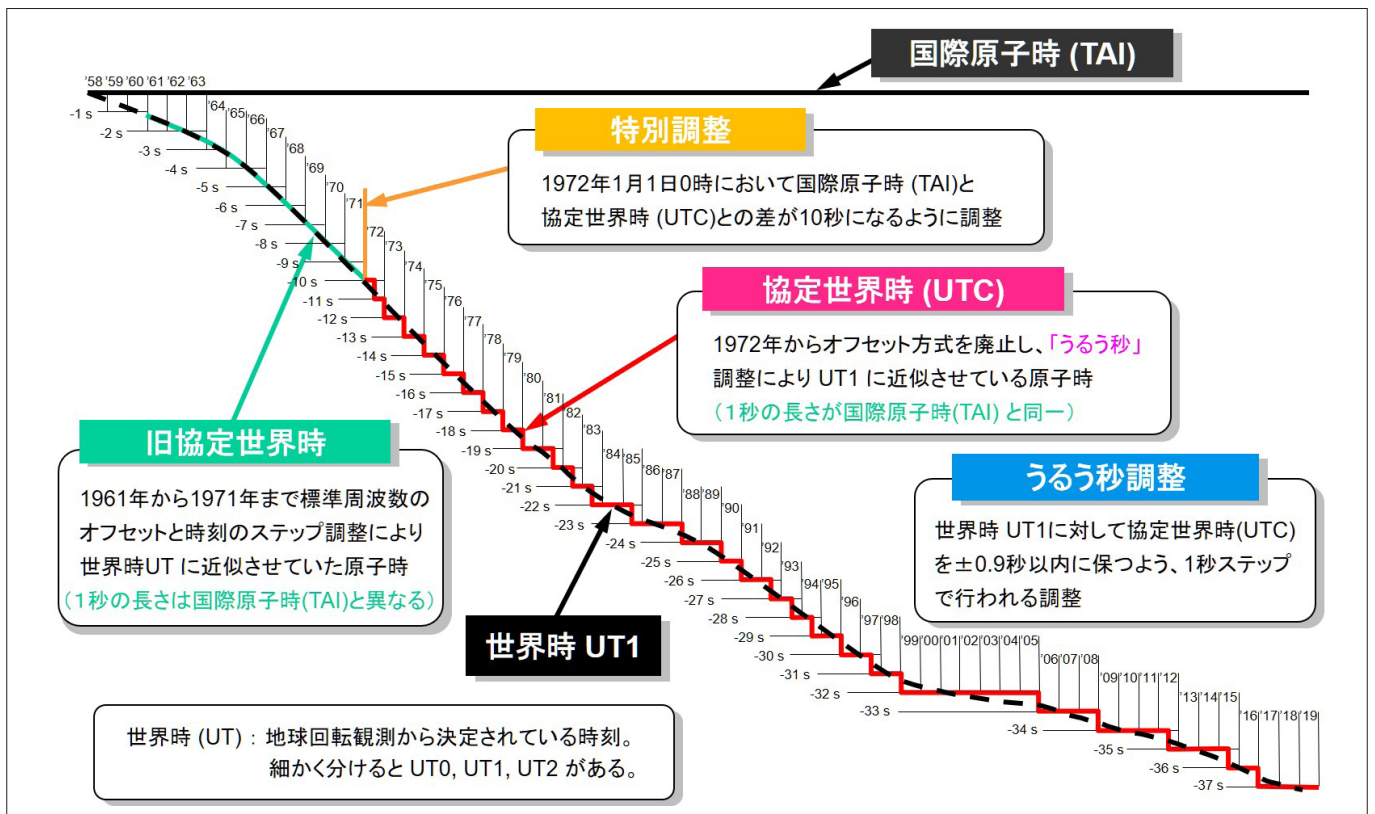 国際原子時 (TAI)
'58 '59 '60 '61 '62 '63
'64
'65
'66
'67
'68
'69
'70
'71
'72
'73
'74
'75
'76
'77
'78
'79
'80
'81
'82
'83
'84 '85
'86
'87
'88 '89
'90
'91
'92
'93
'94 '95
'96
'97 '98
'99 '00 '01 '02 '03 '04 '05
'06 '07 '08
'09 '10 '11 '12
'13 '14 '15
'16 '17 '18 '19
-1 s
-2 s
-3 s
-4 s
-5 s
-6 s
-7 s
-8 s
-9 s
-10 s
-11 s
-12 s
-13 s
-14 s
-15 s
-16 s
-17 s
-18 s
-19 s
-20 s
-21 s
-22 s
-23 s
-24 s
-25 s
-26 s
-27 s
-28 s
-29 s
-30 s
-31 s
-32 s
-33 s
-34 s
-35 s
-36 s
-37 s
特別調整
1972年1月1日0時において国際原子時 (TAI)と
協定世界時 (UTC)との差が10秒になるように調整
協定世界時 (UTC)
1972年からオフセット方式を廃止し、「うるう秒」
調整により UT1 に近似させている原子時
（1秒の長さが国際原子時(TAI) と同一）
旧協定世界時
1961年から1971年まで標準周波数の
オフセットと時刻のステップ調整により
世界時UT に近似させていた原子時
（1秒の長さは国際原子時(TAI)と異なる）
うるう秒調整
世界時 UT1に対して協定世界時(UTC)
を±0.9秒以内に保つよう、1秒ステップ
で行われる調整
世界時 UT1
世界時 (UT) ： 地球回転観測から決定されている時刻。
細かく分けると UT0, UT1, UT2 がある。